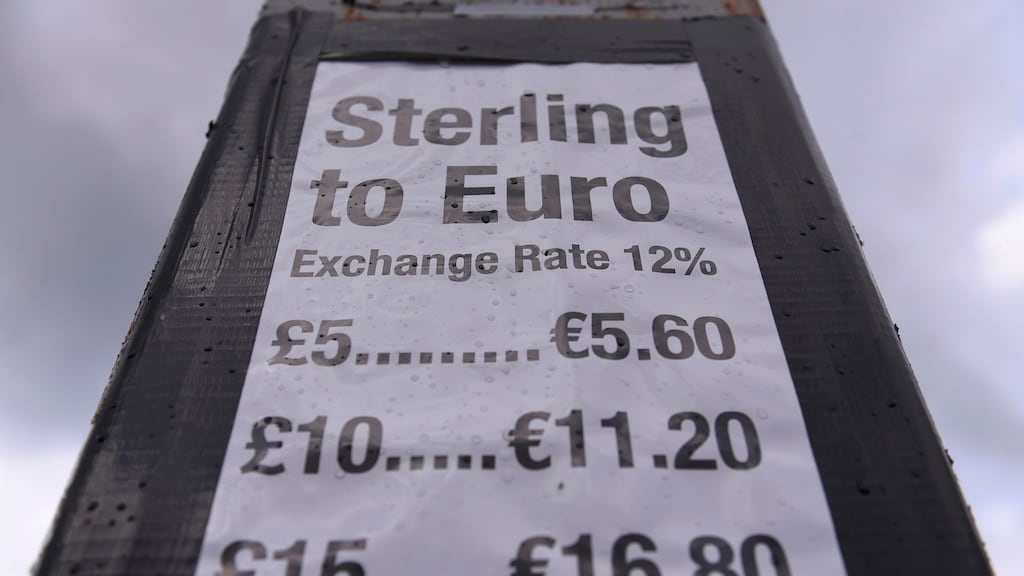 Sterling
to Euro
Exchange Rate 12%
£5..........€5.60
£10......€11.20
£15 €16.80